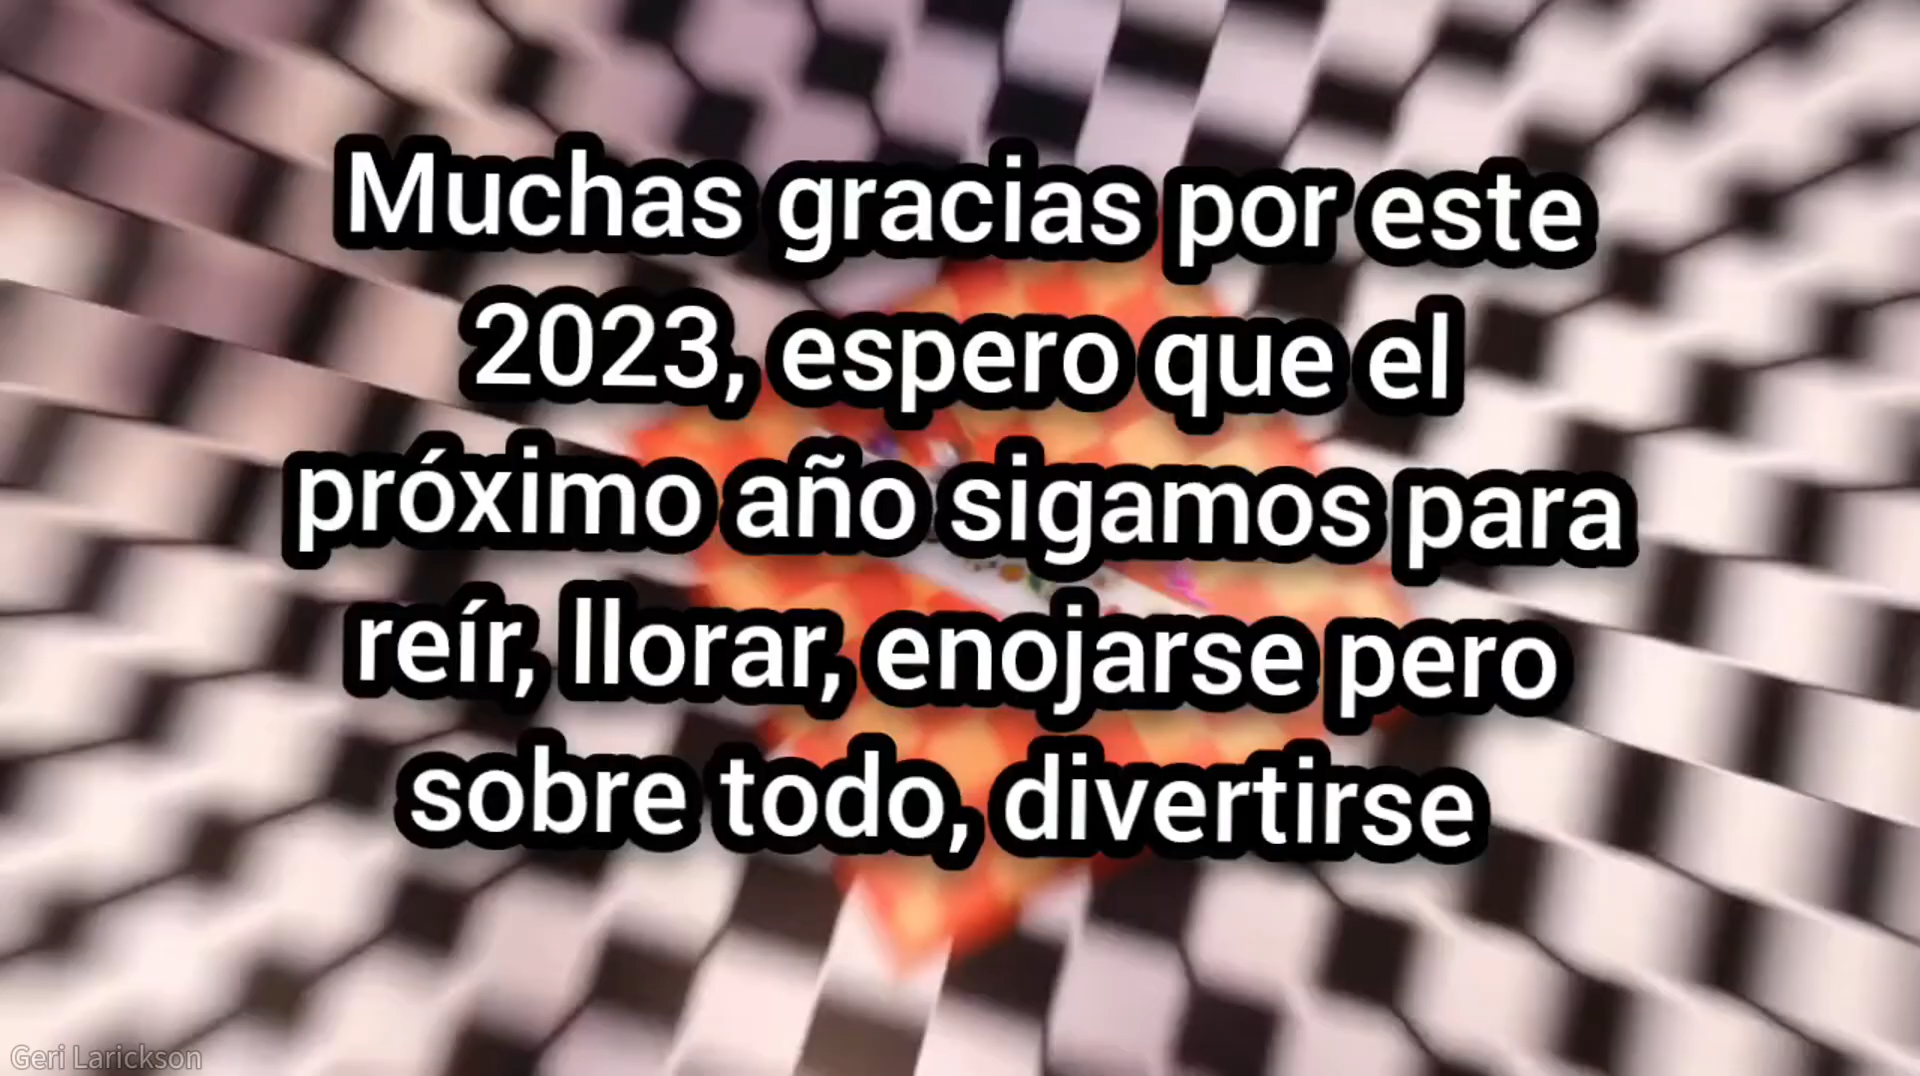 Muchas gracias por este
2023, espero que el
próximo año sigamos para
reír, llorar, enojarse pero
sobre todo, divertirse
Geri Larickson